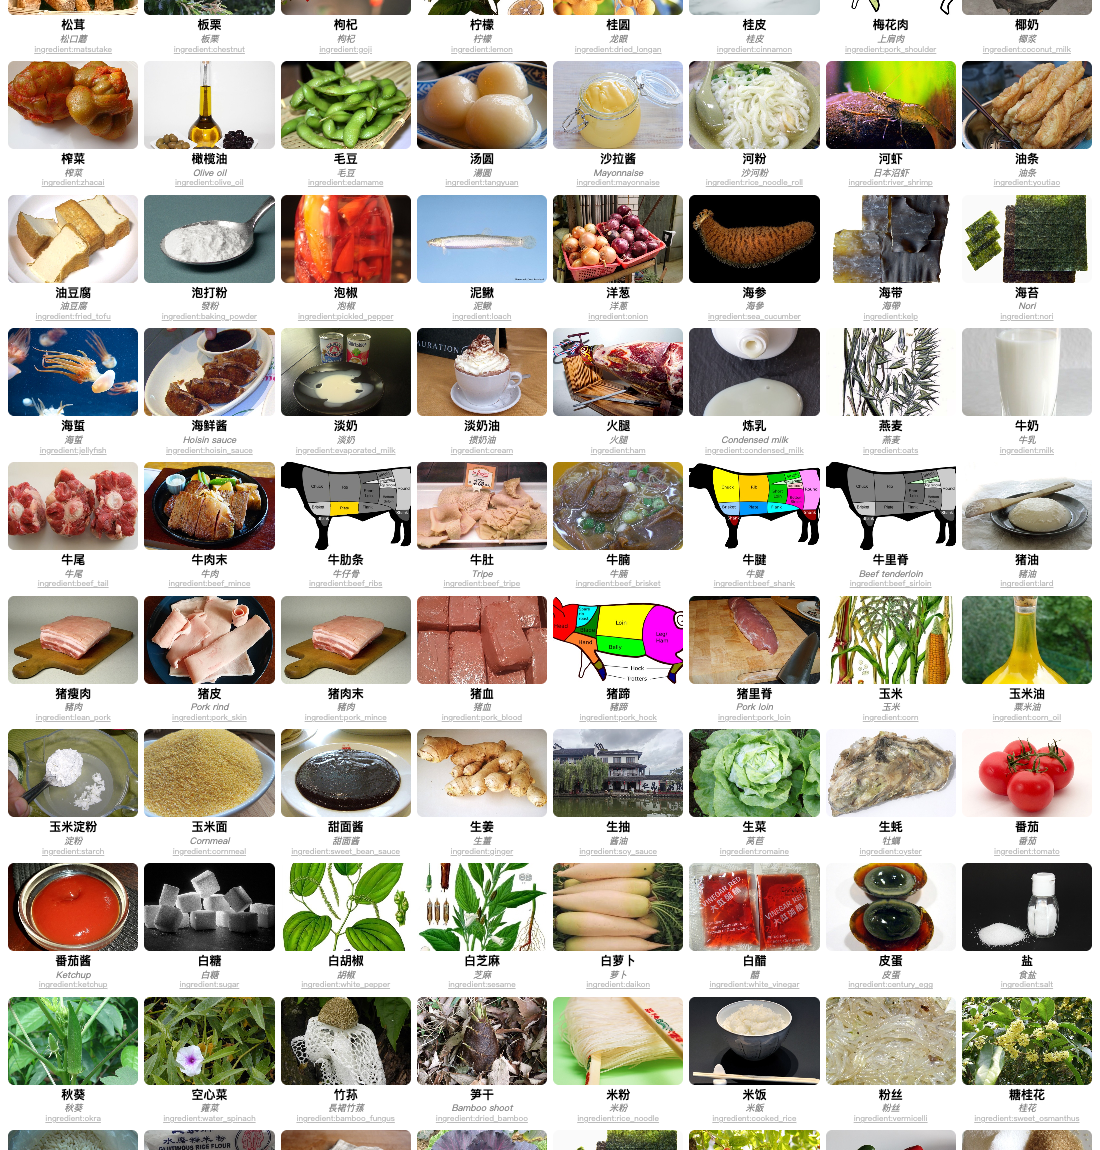 松茸
松口蘑
ingredient:matsutake
板栗
板栗
ingredient:chestnut
枸杞
枸杞
ingredient:goji
柠檬
柠檬
ingredient:lemon
桂圆
龙眼
ingredient:dried_longan
桂皮
桂皮
ingredient:cinnamon
梅花肉
上肩肉
ingredient:pork_shoulder
椰奶
椰浆
ingredient:coconut_milk
榨菜
榨菜
ingredient:zhacai
橄榄油
Olive oil
ingredient:olive_oil
毛豆
毛豆
ingredient:edamame
汤圆
湯圓
ingredient:tangyuan
沙拉酱
Mayonnaise
ingredient:mayonnaise
河粉
沙河粉
ingredient:rice_noodle_roll
河虾
日本沼虾
ingredient:river_shrimp
油条
油条
ingredient:youtiao
油豆腐
油豆腐
ingredient:fried_tofu
泡打粉
發粉
ingredient:baking_powder
泡椒
泡椒
ingredient:pickled_pepper
泥鳅
泥鰍
ingredient:loach
洋葱
洋葱
ingredient:onion
海参
海參
ingredient:sea_cucumber
海带
海帶
ingredient:kelp
海苔
Nori
ingredient:nori
海蜇
海蜇
ingredient:jellyfish
海鲜酱
Hoisin sauce
ingredient:hoisin_sauce
淡奶
淡奶
ingredient:evaporated_milk
淡奶油
掼奶油
ingredient:cream
火腿
火腿
ingredient:ham
炼乳
Condensed milk
ingredient:condensed_milk
燕麦
燕麦
ingredient:oats
牛奶
牛乳
ingredient:milk
牛尾
牛尾
ingredient:beef_tail
牛肉末
牛肉
ingredient:beef_mince
牛肋条
牛仔骨
ingredient:beef_ribs
牛肚
Tripe
ingredient:beef_tripe
牛腩
牛腩
ingredient:beef_brisket
牛腱
牛腱
ingredient:beef_shank
牛里脊
Beef tenderloin
ingredient:beef_sirloin
猪油
豬油
ingredient:lard
猪瘦肉
豬肉
ingredient:lean_pork
猪皮
Pork rind
ingredient:pork_skin
猪肉末
豬肉
ingredient:pork_mince
猪血
豬血
ingredient:pork_blood
Loin
Hand
Belly
Hock
Trotters
猪蹄
豬蹄
ingredient:pork_hock
猪里脊
Pork loin
ingredient:pork_loin
玉米
玉米
ingredient:corn
玉米油
粟米油
ingredient:corn_oil
玉米淀粉
淀粉
ingredient:starch
玉米面
Cornmeal
ingredient:cornmeal
甜面酱
甜面酱
ingredient:sweet_bean_sauce
生姜
生薑
ingredient:ginger
生抽
酱油
ingredient:soy_sauce
生菜
莴苣
ingredient:romaine
生蚝
牡蠣
ingredient:oyster
番茄
番茄
ingredient:tomato
番茄酱
Ketchup
ingredient:ketchup
白糖
白糖
ingredient:sugar
白胡椒
胡椒
ingredient:white_pepper
白芝麻
芝麻
ingredient:sesame
白萝卜
萝卜
ingredient:daikon
白醋
醋
ingredient:white_vinegar
皮蛋
皮蛋
ingredient:century_egg
盐
食盐
ingredient:salt
秋葵
秋葵
ingredient:okra
空心菜
蕹菜
ingredient:water_spinach
竹荪
長裙竹蓀
ingredient:bamboo_fungus
笋干
Bamboo shoot
ingredient:dried_bamboo
米粉
米粉
ingredient:rice_noodle
米饭
米飯
ingredient:cooked_rice
粉丝
粉丝
ingredient:vermicelli
糖桂花
桂花
ingredient:sweet_osmanthus